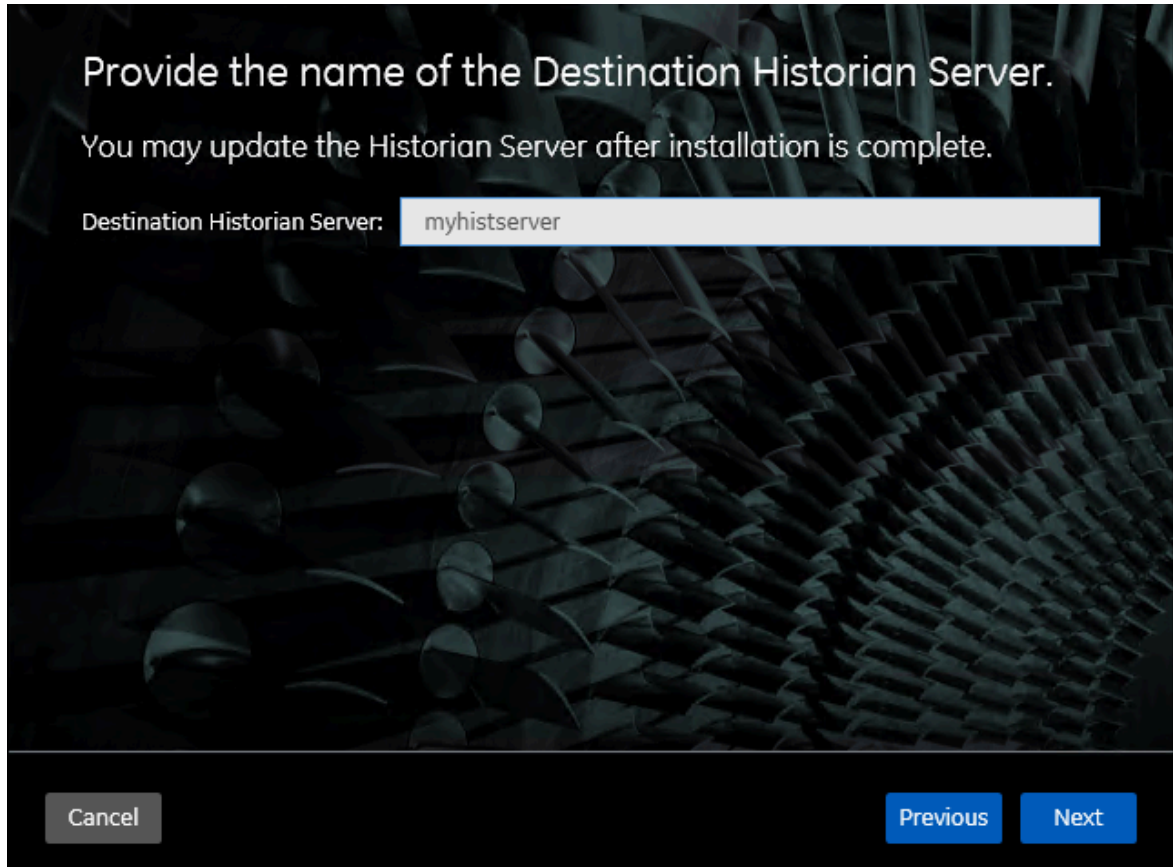 Provide the name of the Destination Historian Server.
You may update the Historian Server after installation is complete.
Destination Historian Server: myhistserver
Cancel Previous Next